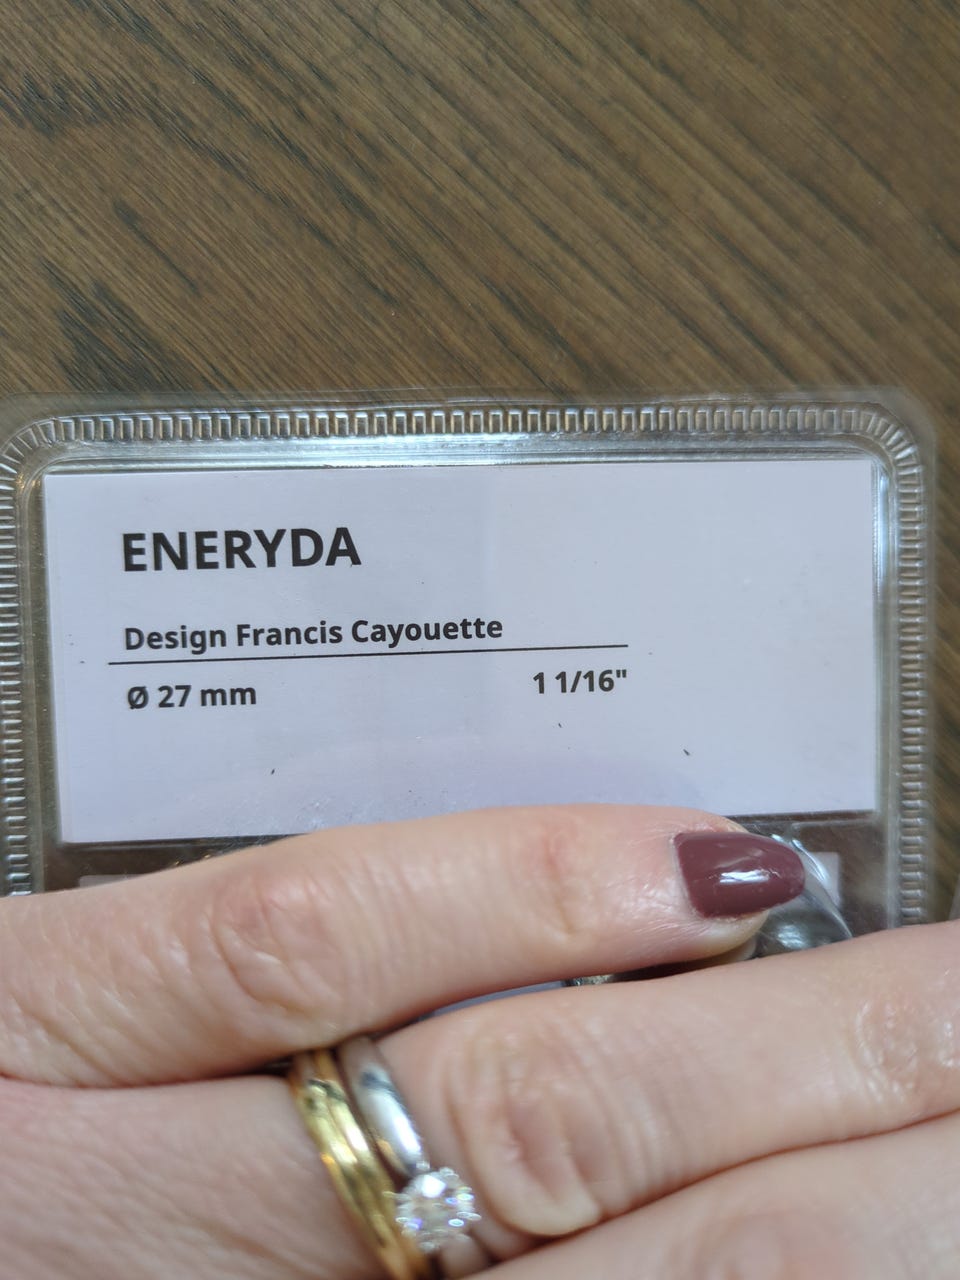 ENERYDA
Design Francis Cayouette
Ø 27 mm 1 1/16"